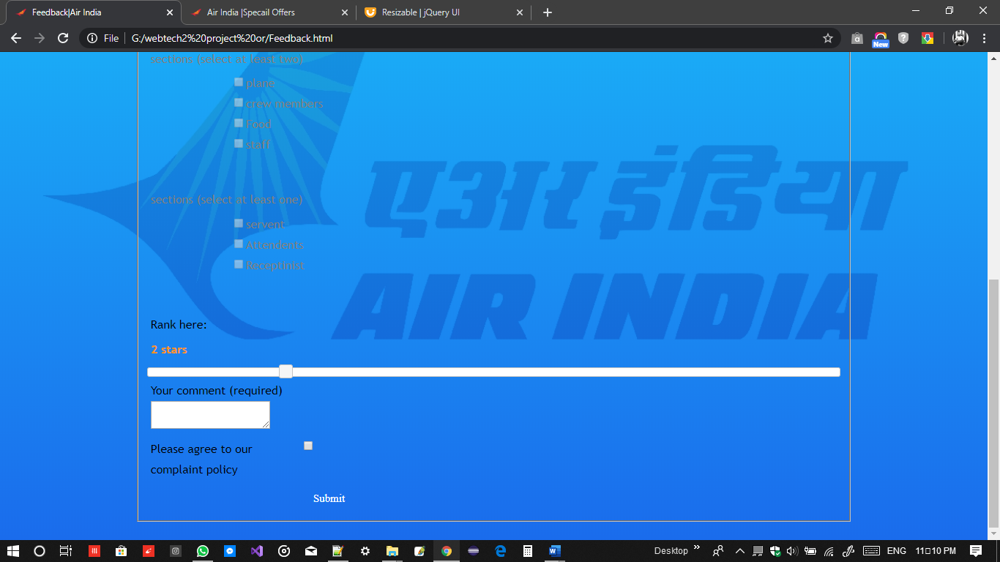 Feedback|Air India
Air India |Specail Offers
Resizable | jQuery UI
File
G:/webtech2%20project%20or/Feedback.html
New
sections (select at least two)
plane
crew members
Food
staff
एअर इंडिया
sections (select at least one)
servent
Attendents
Receptinist
AIR INDIA
Rank here:
2 stars
Your comment (required)
Please agree to our
complaint policy
Submit
Desktop
ENG
11□10 PM